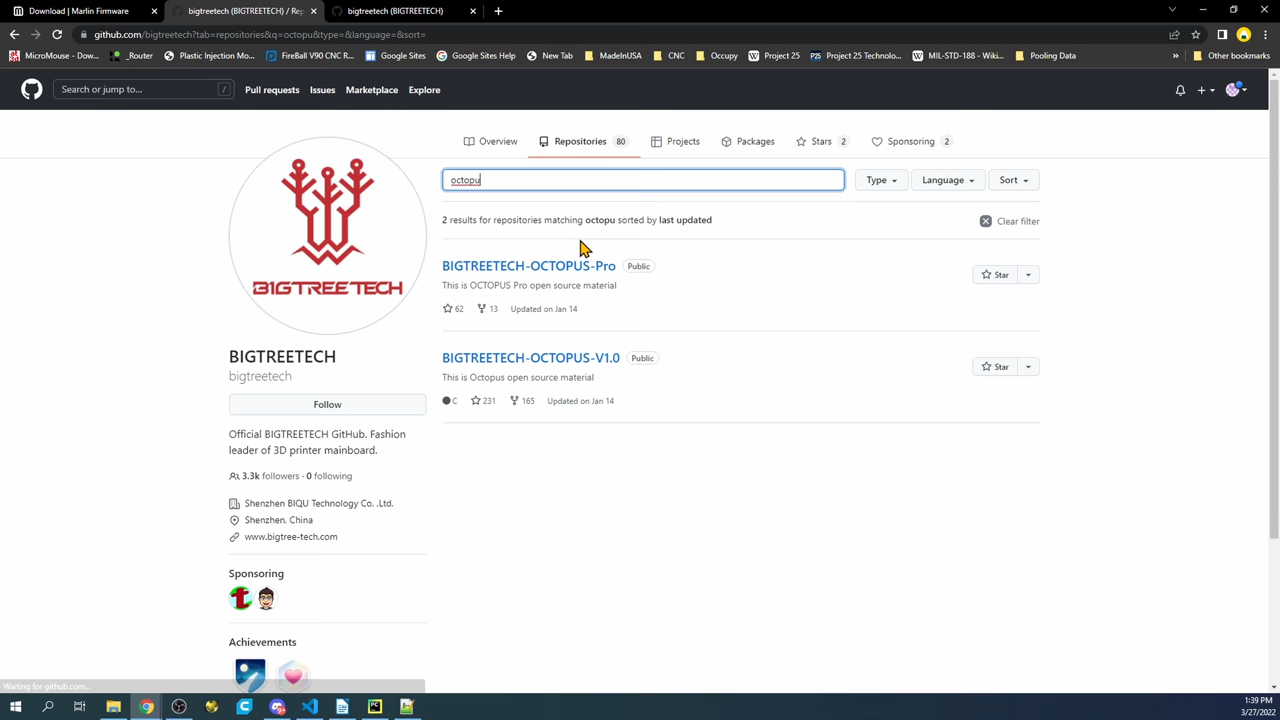 Download | Marlin Firmware
bigtreetech (BIGTREETECH) / Rep
bigtreetech (BIGTREETECH)
github.com/bigtreetech?tab=repositories&q=octopu&type=&language=&sort=
MicroMouse - Dow...
_Router
Plastic Injection Mo...
FireBall V90 CNC R...
Google Sites
Google Sites Help
New Tab
MadeinUSA
CNC
Occupy
Project 25
P25
Project 25 Technolo...
MIL-STD-188 - Wiki...
Pooling Data
»
Other bookmarks
Search or jump to...
/
Pull requests
Issues
Marketplace
Explore
Overview
Repositories 80
Projects
Packages
Stars 2
Sponsoring 2
octopu
Type
Language
Sort
2 results for repositories matching octopu sorted by last updated
Clear filter
BIGTREETECH-OCTOPUS-Pro Public
Star
This is OCTOPUS Pro open source material
62 13 Updated on Jan 14
BIGTREETECH-OCTOPUS-V1.0 Public
Star
This is Octopus open source material
C 231 165 Updated on Jan 14
BIGTREETECH
BIGTREETECH
bigtreetech
Follow
Official BIGTREETECH GitHub. Fashion
leader of 3D printer mainboard.
3.3k followers · 0 following
Shenzhen BIQU Technology Co. ,Ltd.
Shenzhen, China
www.bigtree-tech.com
Sponsoring
Achievements
Waiting for github.com...
1:39 PM
3/27/2022